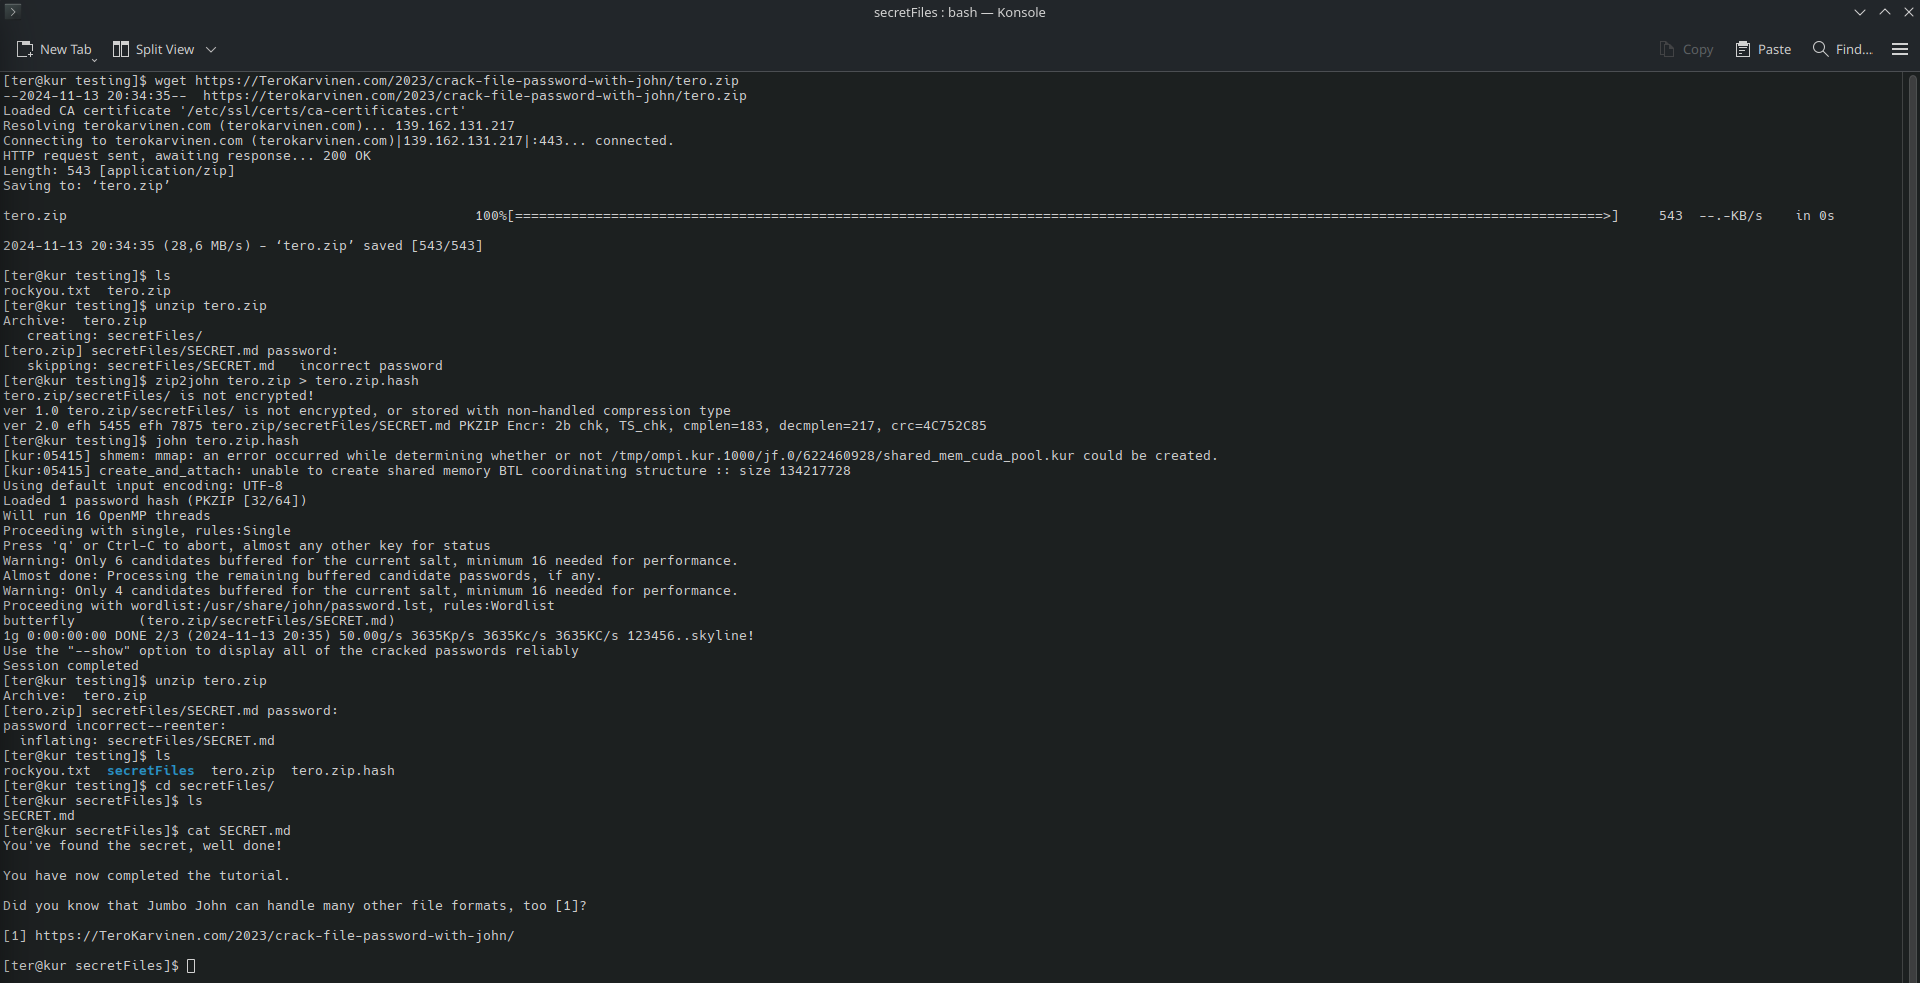 secretFiles : bash — Konsole
New Tab Split View Copy Paste Find...
[ter@kur testing]$ wget https://TeroKarvinen.com/2023/crack-file-password-with-john/tero.zip
--2024-11-13 20:34:35--  https://terokarvinen.com/2023/crack-file-password-with-john/tero.zip
Loaded CA certificate '/etc/ssl/certs/ca-certificates.crt'
Resolving terokarvinen.com (terokarvinen.com)... 139.162.131.217
Connecting to terokarvinen.com (terokarvinen.com)|139.162.131.217|:443... connected.
HTTP request sent, awaiting response... 200 OK
Length: 543 [application/zip]
Saving to: ‘tero.zip’
tero.zip 100%[========================================================================================================================================>] 543 --.-KB/s in 0s
2024-11-13 20:34:35 (28,6 MB/s) - ‘tero.zip’ saved [543/543]
[ter@kur testing]$ ls
rockyou.txt  tero.zip
[ter@kur testing]$ unzip tero.zip
Archive:  tero.zip
   creating: secretFiles/
[tero.zip] secretFiles/SECRET.md password:
   skipping: secretFiles/SECRET.md   incorrect password
[ter@kur testing]$ zip2john tero.zip > tero.zip.hash
tero.zip/secretFiles/ is not encrypted!
ver 1.0 tero.zip/secretFiles/ is not encrypted, or stored with non-handled compression type
ver 2.0 efh 5455 efh 7875 tero.zip/secretFiles/SECRET.md PKZIP Encr: 2b chk, TS_chk, cmplen=183, decmplen=217, crc=4C752C85
[ter@kur testing]$ john tero.zip.hash
[kur:05415] shmem: mmap: an error occurred while determining whether or not /tmp/ompi.kur.1000/jf.0/622460928/shared_mem_cuda_pool.kur could be created.
[kur:05415] create_and_attach: unable to create shared memory BTL coordinating structure :: size 134217728
Using default input encoding: UTF-8
Loaded 1 password hash (PKZIP [32/64])
Will run 16 OpenMP threads
Proceeding with single, rules:Single
Press 'q' or Ctrl-C to abort, almost any other key for status
Warning: Only 6 candidates buffered for the current salt, minimum 16 needed for performance.
Almost done: Processing the remaining buffered candidate passwords, if any.
Warning: Only 4 candidates buffered for the current salt, minimum 16 needed for performance.
Proceeding with wordlist:/usr/share/john/password.lst, rules:Wordlist
butterfly        (tero.zip/secretFiles/SECRET.md)
1g 0:00:00:00 DONE 2/3 (2024-11-13 20:35) 50.00g/s 3635Kp/s 3635Kc/s 3635KC/s 123456..skyline!
Use the "--show" option to display all of the cracked passwords reliably
Session completed
[ter@kur testing]$ unzip tero.zip
Archive:  tero.zip
[tero.zip] secretFiles/SECRET.md password:
password incorrect--reenter:
  inflating: secretFiles/SECRET.md
[ter@kur testing]$ ls
rockyou.txt  secretFiles  tero.zip  tero.zip.hash
[ter@kur testing]$ cd secretFiles/
[ter@kur secretFiles]$ ls
SECRET.md
[ter@kur secretFiles]$ cat SECRET.md
You've found the secret, well done!
You have now completed the tutorial.
Did you know that Jumbo John can handle many other file formats, too [1]?
[1] https://TeroKarvinen.com/2023/crack-file-password-with-john/
[ter@kur secretFiles]$